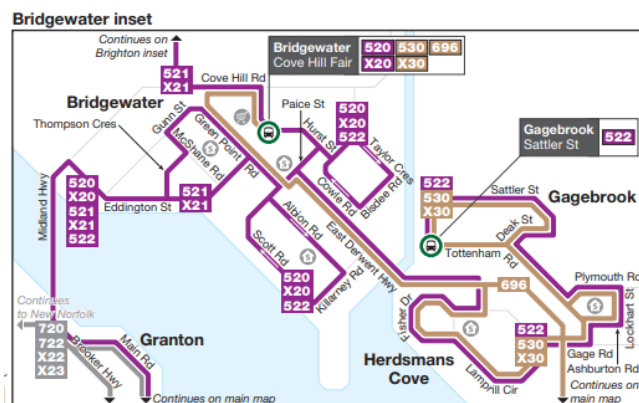 Bridgewater inset
Continues on
Brighton inset
521
X21
Cove Hill Rd
Bridgewater
Cove Hill Fair
520 530 696
X20 X30
Bridgewater
Thompson Cres
Gunn St
McShane Rd
Green Point Rd
Paice St
Hurst St
520
X20
522
Taylor Cres
Bisdee Rd
Cowle Rd
Gagebrook
Sattler St
522
Midland Hwy
520
X20
521
X21
522
Eddington St
521
X21
Albion Rd
Scott Rd
520
X20
522
Killarney Rd
East Derwent Hwy
522
530
X30
Sattler St
Gagebrook
Deak St
Tottenham Rd
Plymouth Rd
Lockhart St
696
Fisher Dr
522
530
X30
Gage Rd
Ashburton Rd
Lamprill Cir
Herdsmans
Cove
Continues
to New Norfolk
720
722
X22
X23
Granton
Main Rd
Brooker Hwy
Continues on main map
Continues on
main map